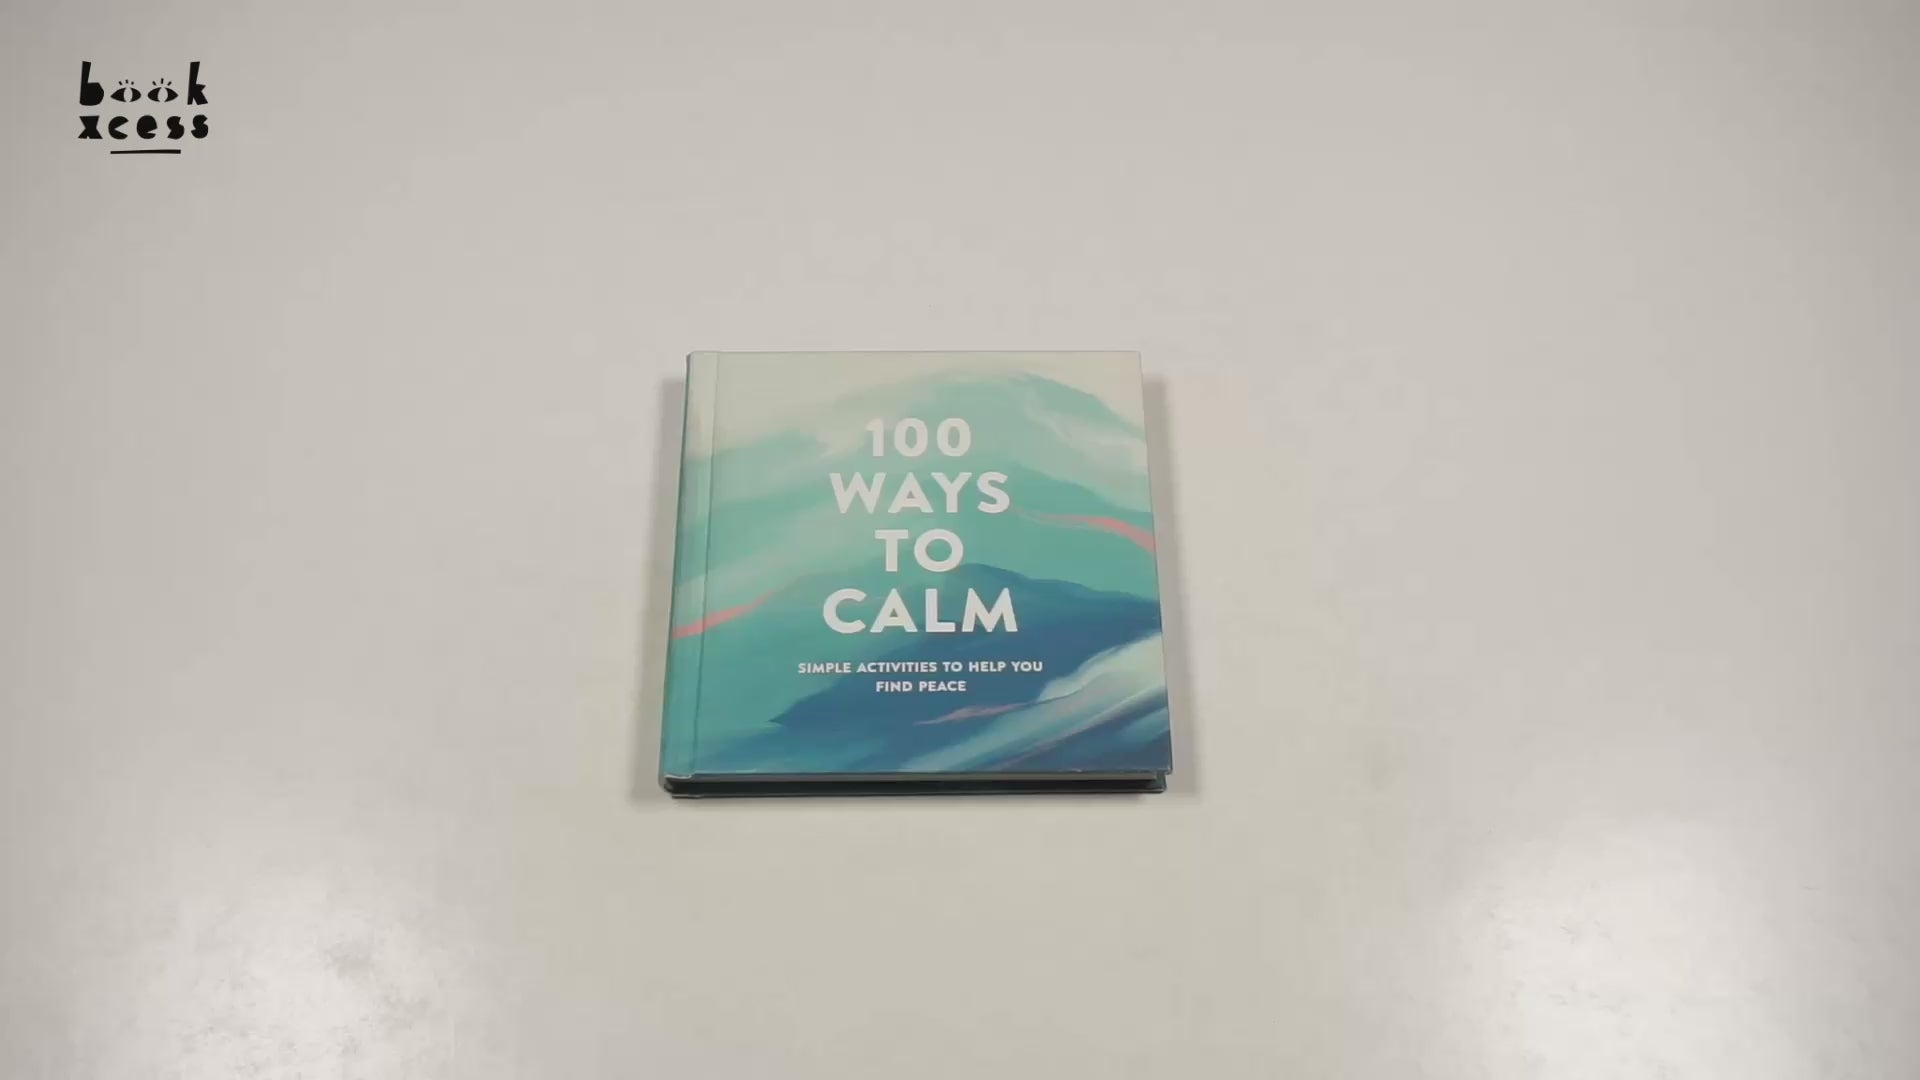 book
xcess
100
WAYS
TO
CALM
SIMPLE ACTIVITIES TO HELP YOU
FIND PEACE